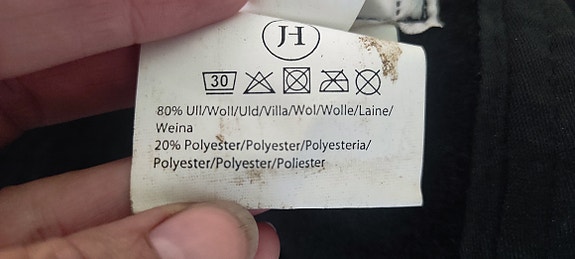 JH
30
80% Ull/Woll/Uld/Villa/Wol/Wolle/Laine/
Weina
20% Polyester/Polyester/Polyesteria/
Polyester/Polyester/Poliester